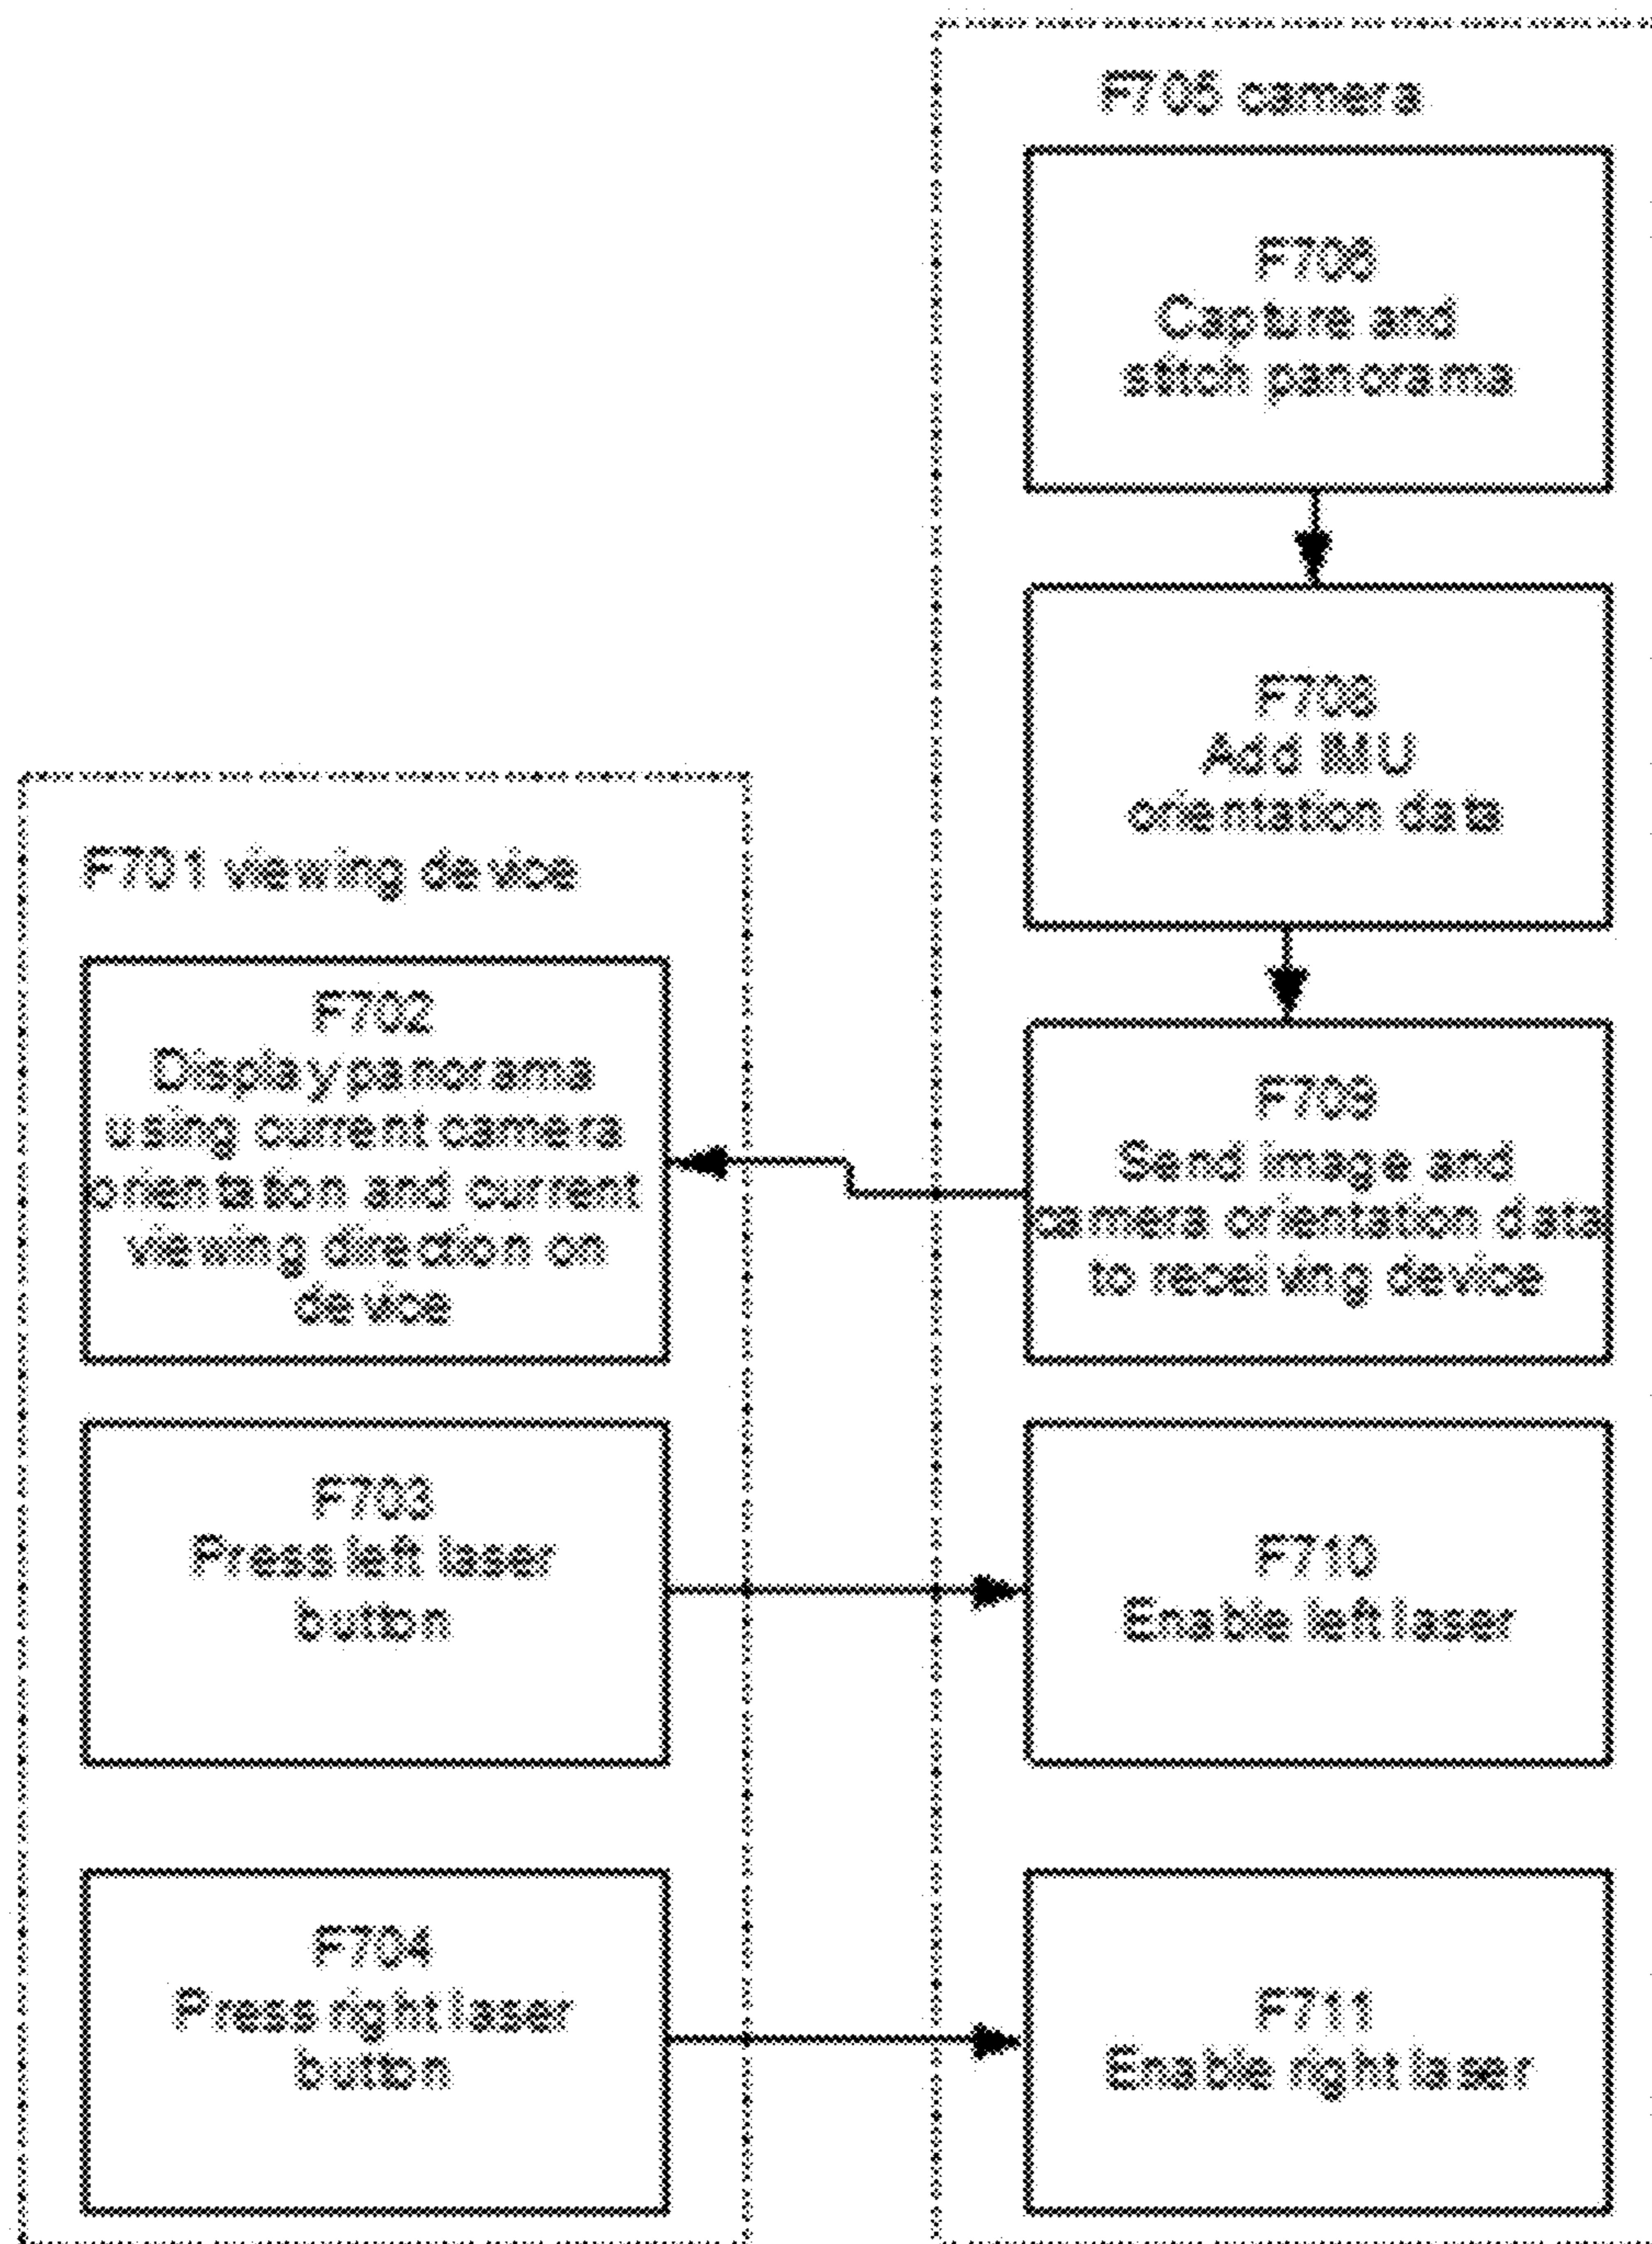 F705 camera
F706
Capture and
stitch panorama
F708
Add IMU
orientation data
F709
Send image and
camera orientation data
to receiving device
F710
Enable left laser
F711
Enable right laser
F701 viewing device
F702
Display panorama
using current camera
orientation and current
viewing direction on
device
F703
Press left laser
button
F704
Press right laser
button